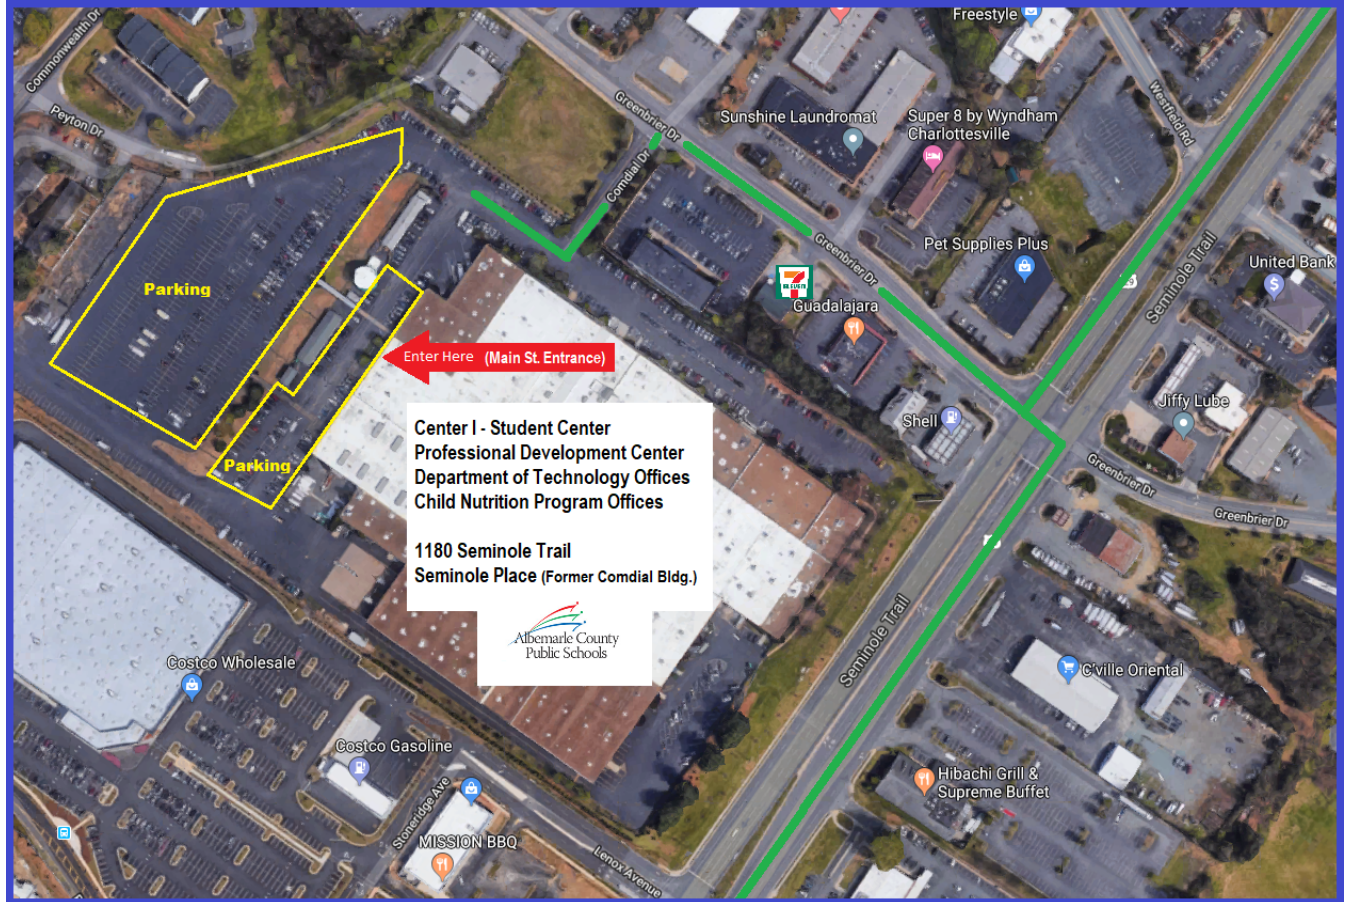 Commonwealth Dr
Freestyle
Peyton Dr
Greenbrier Dr
Sunshine Laundromat
Super 8 by Wyndham
Charlottesville
Westfield Rd
Comdial Dr
Greenbrier Dr
Pet Supplies Plus
Seminole Trail
United Bank
29
Parking
7
ELEVEN
Guadalajara
Enter Here (Main St. Entrance)
Shell
Jiffy Lube
Center I - Student Center
Professional Development Center
Department of Technology Offices
Child Nutrition Program Offices
1180 Seminole Trail
Seminole Place (Former Comdial Bldg.)
Parking
Greenbrier Dr
Greenbrier Dr
Albemarle County
Public Schools
Seminole Trail
Costco Wholesale
C'ville Oriental
Costco Gasoline
Hibachi Grill &
Supreme Buffet
Stoneridge Ave
MISSION BBQ
Lenox Avenue